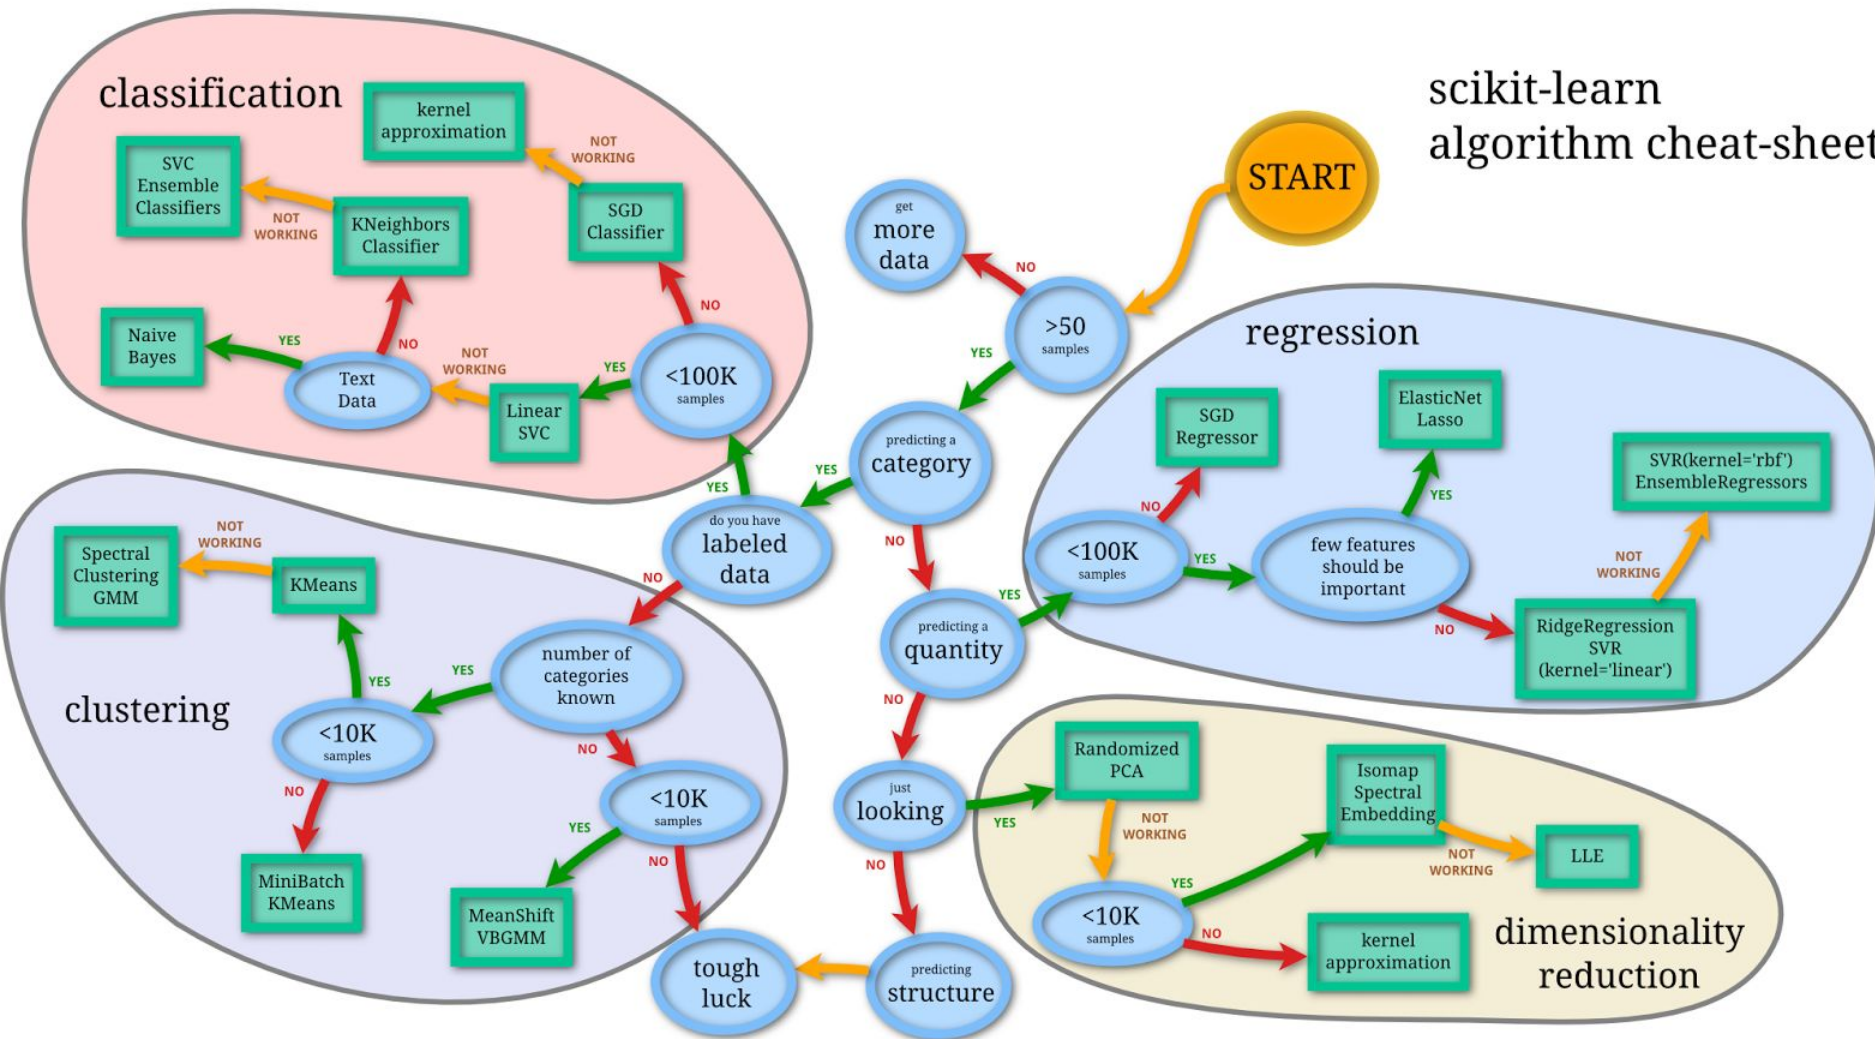 scikit-learn
algorithm cheat-sheet
START
get
more
data
NO
>50
samples
YES
predicting a
category
YES
NO
do you have
labeled
data
YES
NO
predicting a
quantity
YES
NO
just
looking
YES
NO
predicting
structure
tough
luck
classification
kernel
approximation
NOT
WORKING
SVC
Ensemble
Classifiers
NOT
WORKING
KNeighbors
Classifier
SGD
Classifier
NO
Naive
Bayes
YES
NO
Text
Data
NOT
WORKING
Linear
SVC
YES
<100K
samples
regression
SGD
Regressor
NO
<100K
samples
YES
ElasticNet
Lasso
YES
few features
should be
important
NO
SVR(kernel='rbf')
EnsembleRegressors
NOT
WORKING
RidgeRegression
SVR
(kernel='linear')
clustering
Spectral
Clustering
GMM
NOT
WORKING
KMeans
YES
<10K
samples
YES
number of
categories
known
NO
NO
MiniBatch
KMeans
<10K
samples
YES
NO
MeanShift
VBGMM
dimensionality
reduction
Randomized
PCA
NOT
WORKING
<10K
samples
YES
NO
Isomap
Spectral
Embedding
NOT
WORKING
LLE
kernel
approximation